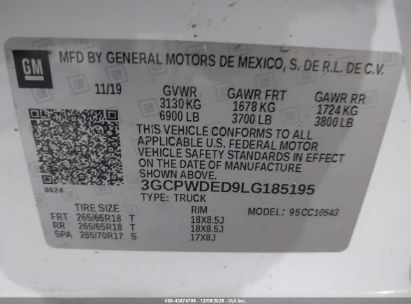 GM
MFD BY GENERAL MOTORS DE MEXICO, S. DE R.L. DE C.V.
11/19 GVWR GAWR FRT GAWR RR
3130 KG 1678 KG 1724 KG
6900 LB 3700 LB 3800 LB
THIS VEHICLE CONFORMS TO ALL
APPLICABLE U.S. FEDERAL MOTOR
VEHICLE SAFETY STANDARDS IN EFFECT
ON THE DATE OF MANUFACTURE
SHOWN ABOVE.
3GCPWDED9LG185195
8624 TYPE: TRUCK
TIRE SIZE RIM MODEL: 95CC10543
FRT 265/65R18 T 18X8.5J
RR 265/65R18 T 18X8.5J
SPA 265/70R17 S 17X8J